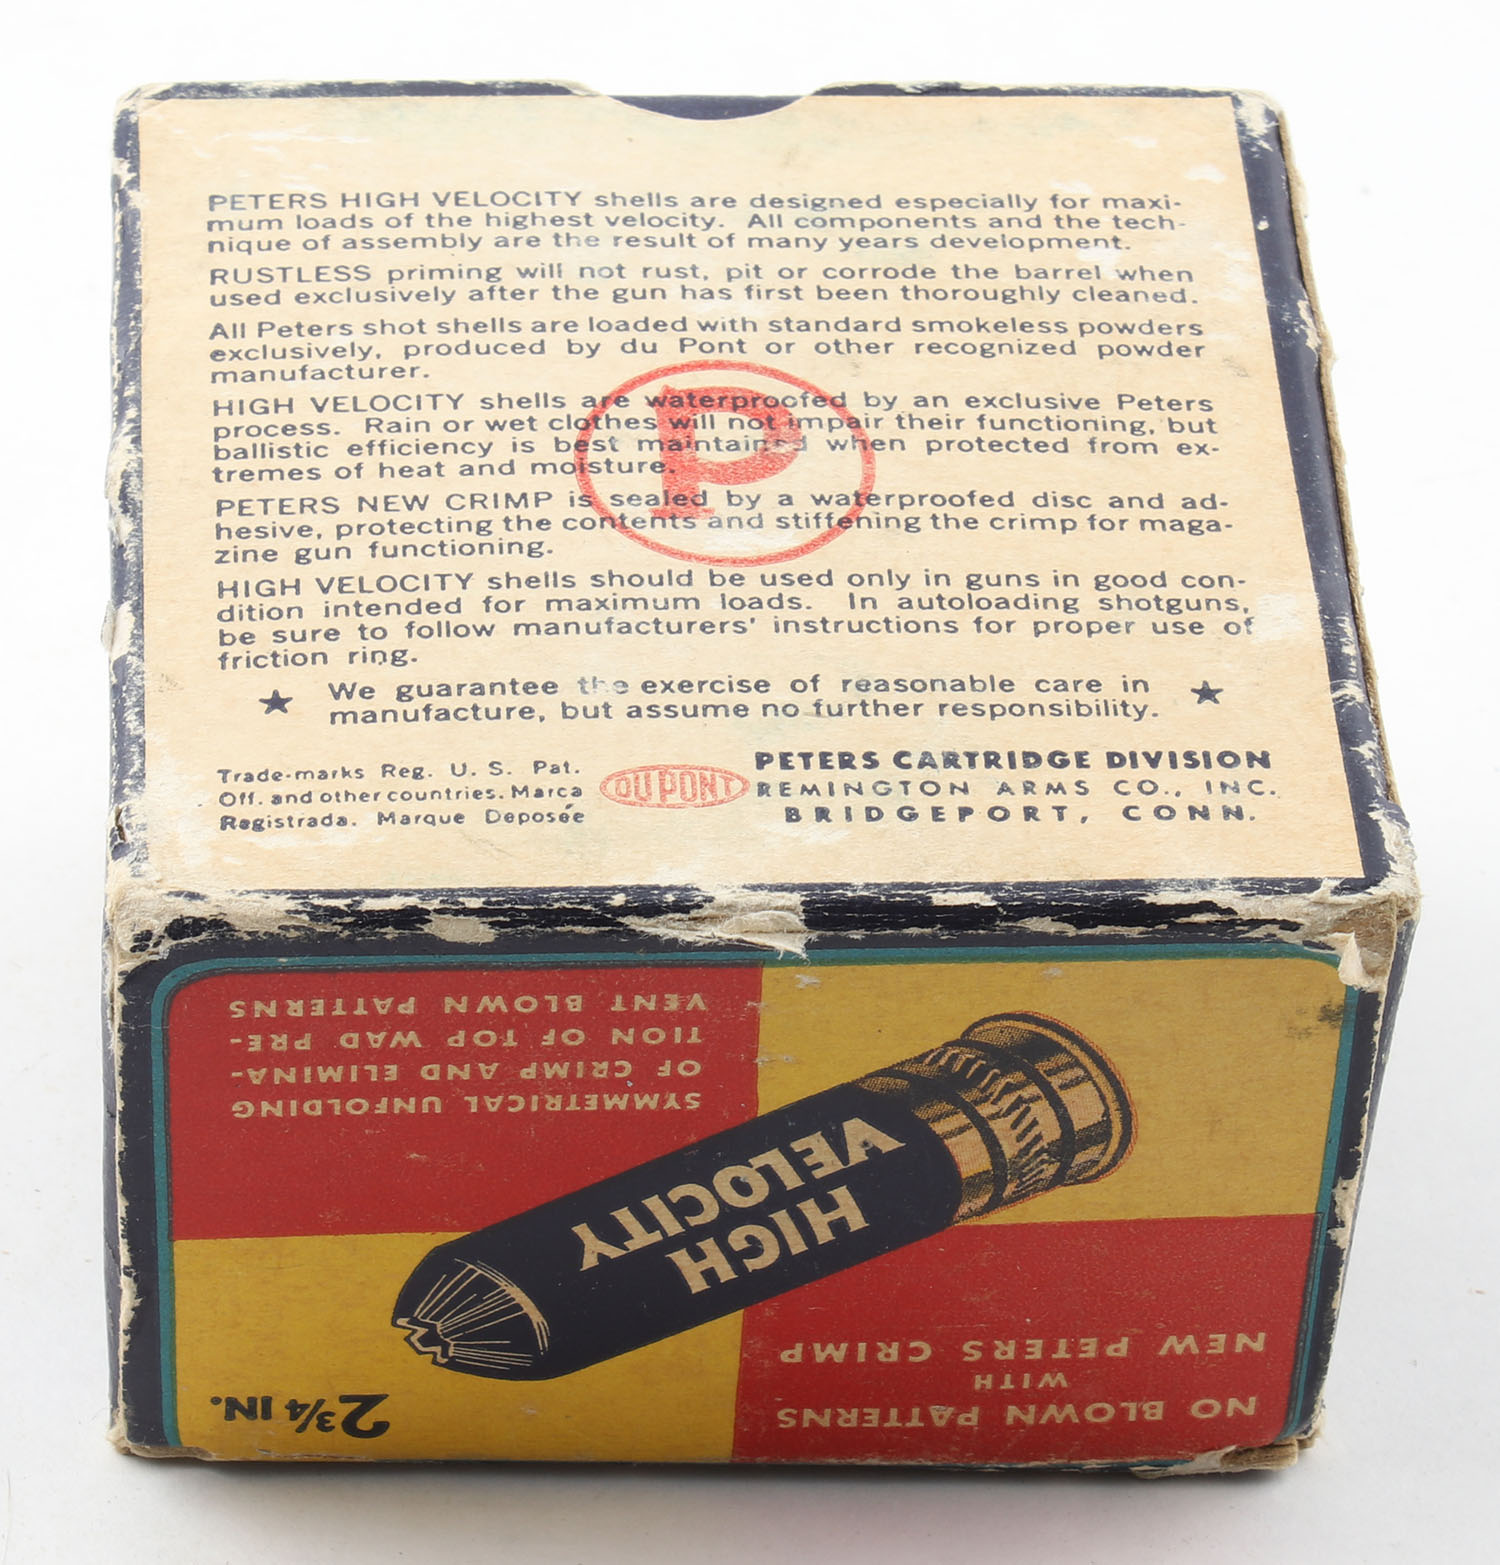 PETERS HIGH VELOCITY shells are designed especially for maxi-
mum loads of the highest velocity. All components and the tech-
nique of assembly are the result of many years development.
RUSTLESS priming will not rust, pit or corrode the barrel when
used exclusively after the gun has first been thoroughly cleaned.
All Peters shot shells are loaded with standard smokeless powders
exclusively, produced by du Pont or other recognized powder
manufacturer.
HIGH VELOCITY shells are waterproofed by an exclusive Peters
process. Rain or wet clothes will not impair their functioning, but
ballistic efficiency is best maintained when protected from ex-
tremes of heat and moisture.
P
PETERS NEW CRIMP is sealed by a waterproofed disc and ad-
hesive, protecting the contents and stiffening the crimp for maga-
zine gun functioning.
HIGH VELOCITY shells should be used only in guns in good con-
dition intended for maximum loads. In autoloading shotguns,
be sure to follow manufacturers' instructions for proper use of
friction ring.
★ We guarantee the exercise of reasonable care in ★
manufacture, but assume no further responsibility.
Trade-marks Reg. U. S. Pat.
Off. and other countries. Marca
Registrada. Marque Deposée
DU PONT
PETERS CARTRIDGE DIVISION
REMINGTON ARMS CO., INC.
BRIDGEPORT, CONN.
NO BLOWN PATTERNS
WITH
NEW PETERS CRIMP
2¾ IN.
HIGH
VELOCITY
SYMMETRICAL UNFOLDING
OF CRIMP AND ELIMINA-
TION OF TOP WAD PRE-
VENT BLOWN PATTERNS